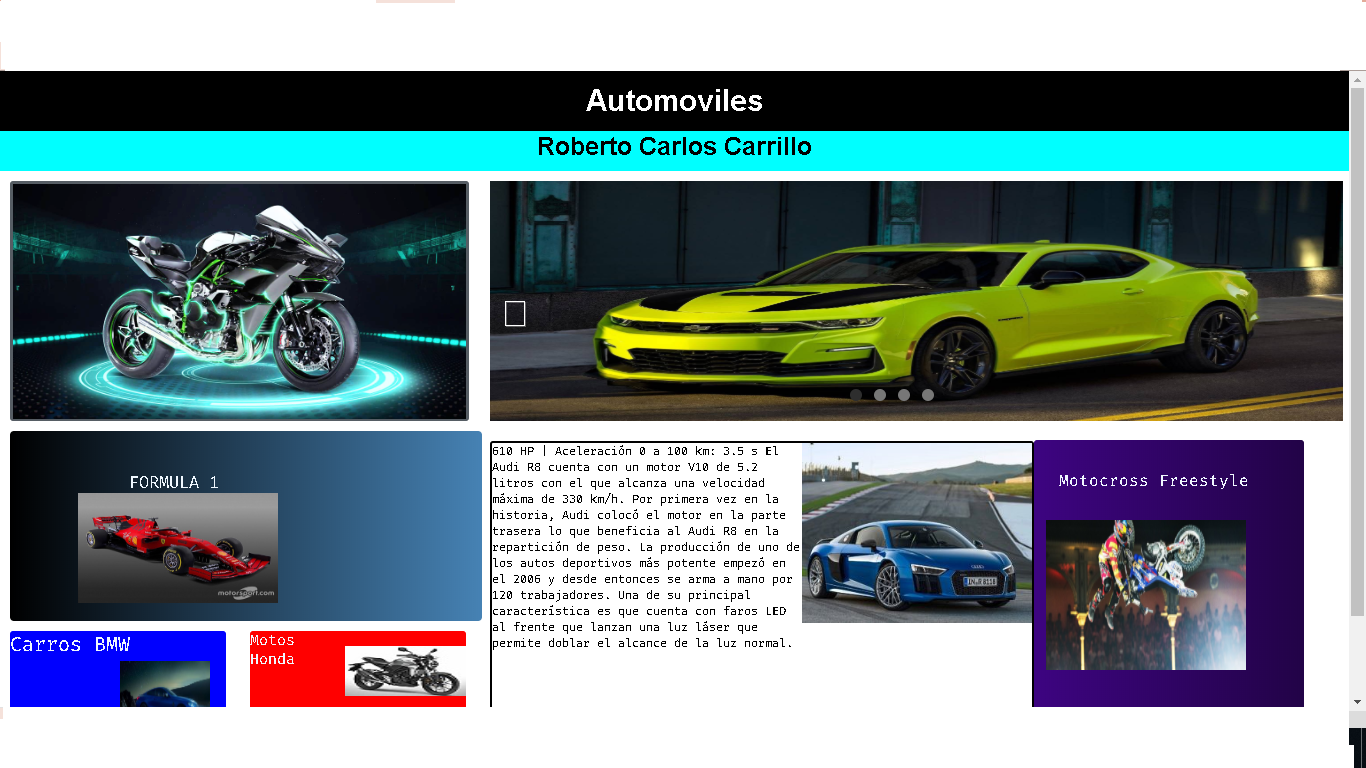 Automoviles
Roberto Carlos Carrillo
FORMULA 1
motorsport.com
Carros BMW
Motos
Honda
610 HP | Aceleración 0 a 100 km: 3.5 s El
Audi R8 cuenta con un motor V10 de 5.2
litros con el que alcanza una velocidad
máxima de 330 km/h. Por primera vez en la
historia, Audi colocó el motor en la parte
trasera lo que beneficia al Audi R8 en la
repartición de peso. La producción de uno de
los autos deportivos más potente empezó en
el 2006 y desde entonces se arma a mano por
120 trabajadores. Una de su principal
característica es que cuenta con faros LED
al frente que lanzan una luz láser que
permite doblar el alcance de la luz normal.
IN·R 8118
Motocross Freestyle